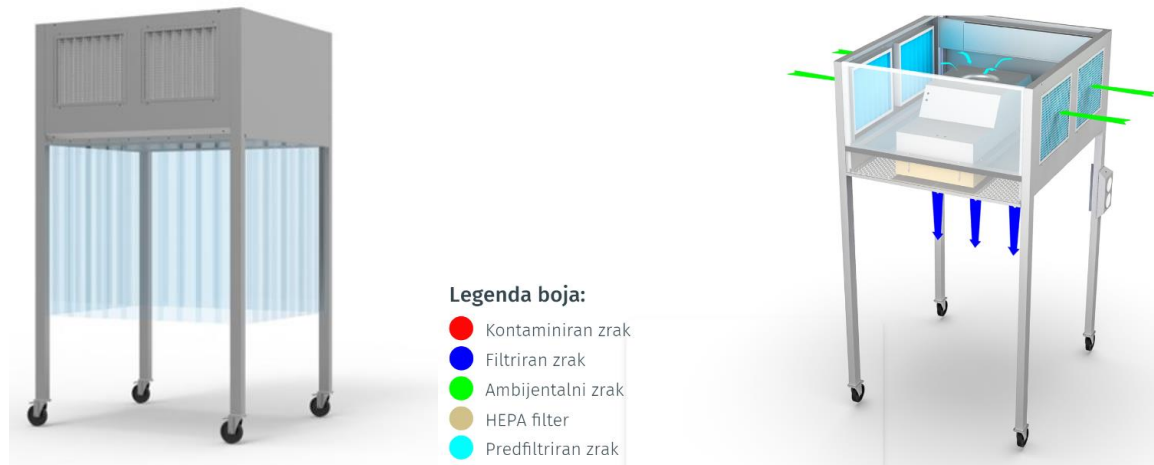 Legenda boja:
Kontaminiran zrak
Filtriran zrak
Ambijentalni zrak
HEPA filter
Predfiltriran zrak